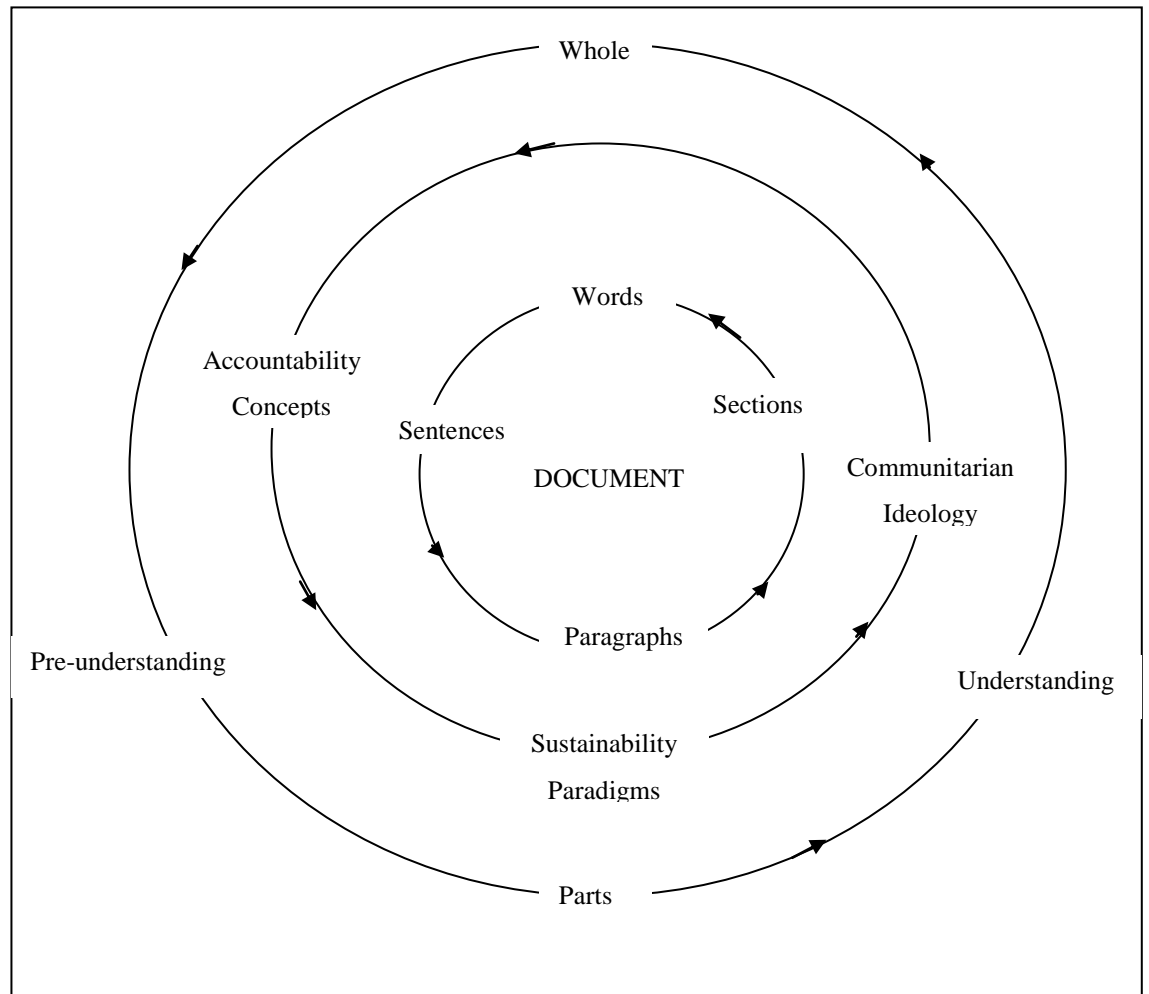 Whole
Words
Accountability
Concepts
Sections
Sentences
Communitarian
DOCUMENT
Ideology
Paragraphs
Pre-understanding
Understanding
Sustainability
Paradigms
Parts